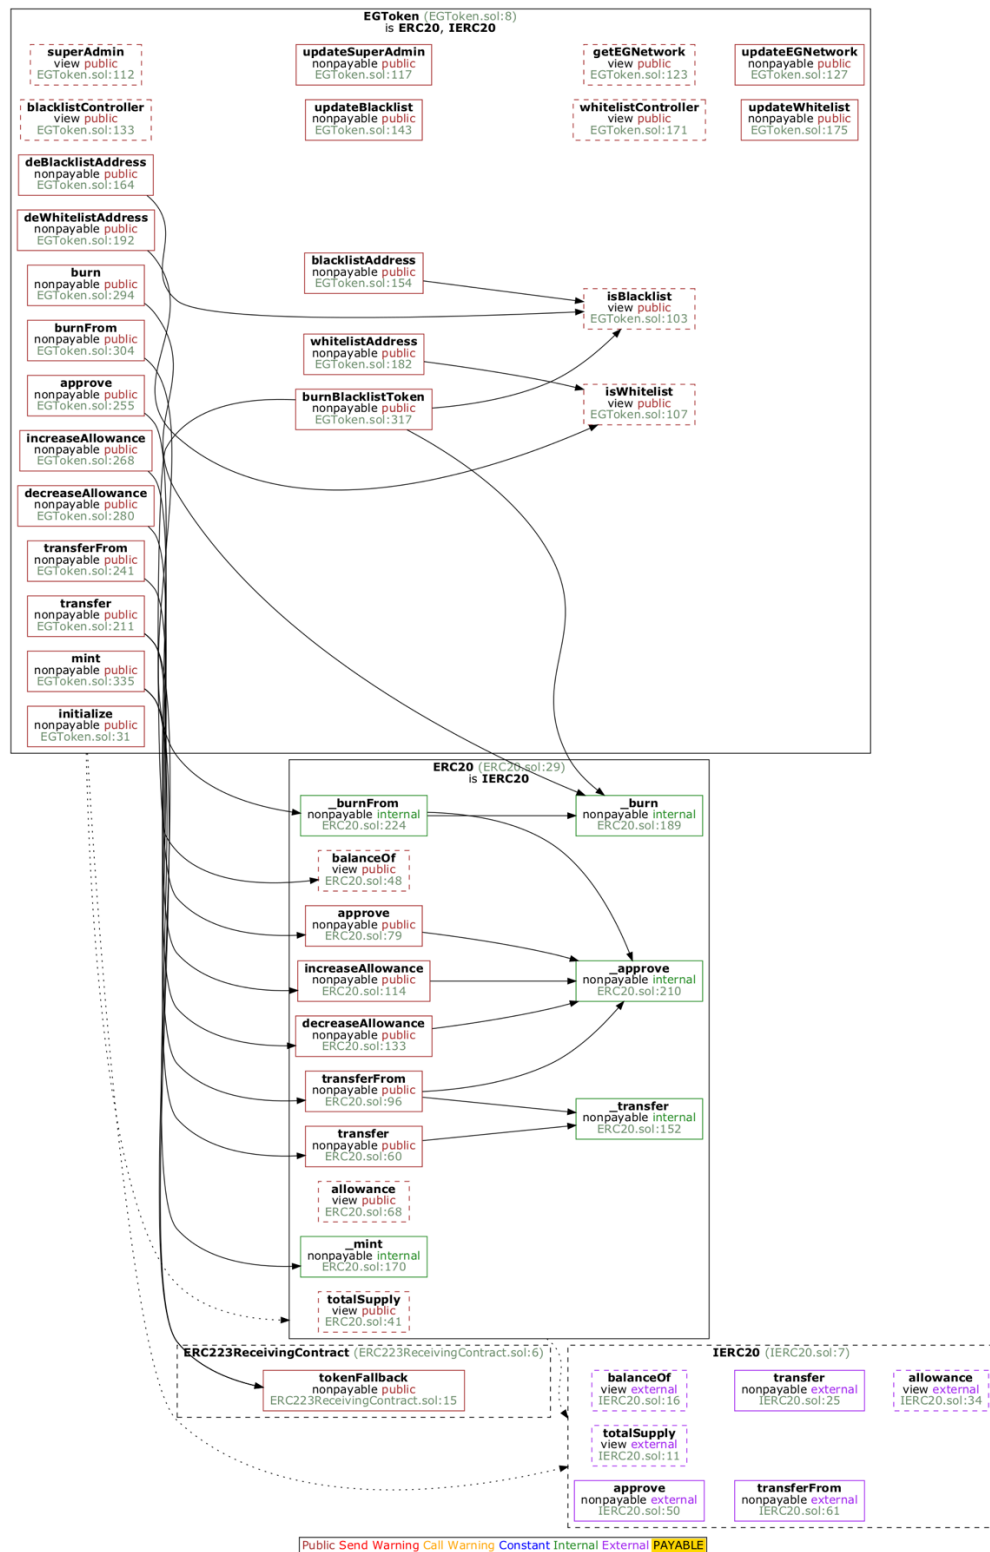 EGToken (EGToken.sol:8)
is ERC20, IERC20
superAdmin
view public
EGToken.sol:112
updateSuperAdmin
nonpayable public
EGToken.sol:117
getEGNetwork
view public
EGToken.sol:123
updateEGNetwork
nonpayable public
EGToken.sol:127
blacklistController
view public
EGToken.sol:133
updateBlacklist
nonpayable public
EGToken.sol:143
whitelistController
view public
EGToken.sol:171
updateWhitelist
nonpayable public
EGToken.sol:175
deBlacklistAddress
nonpayable public
EGToken.sol:164
deWhitelistAddress
nonpayable public
EGToken.sol:192
burn
nonpayable public
EGToken.sol:294
blacklistAddress
nonpayable public
EGToken.sol:154
isBlacklist
view public
EGToken.sol:103
burnFrom
nonpayable public
EGToken.sol:304
whitelistAddress
nonpayable public
EGToken.sol:182
approve
nonpayable public
EGToken.sol:255
burnBlacklistToken
nonpayable public
EGToken.sol:317
isWhitelist
view public
EGToken.sol:107
increaseAllowance
nonpayable public
EGToken.sol:268
decreaseAllowance
nonpayable public
EGToken.sol:280
transferFrom
nonpayable public
EGToken.sol:241
transfer
nonpayable public
EGToken.sol:211
mint
nonpayable public
EGToken.sol:335
initialize
nonpayable public
EGToken.sol:31
ERC20 (ERC20.sol:29)
is IERC20
_burnFrom
nonpayable internal
ERC20.sol:224
_burn
nonpayable internal
ERC20.sol:189
balanceOf
view public
ERC20.sol:48
approve
nonpayable public
ERC20.sol:79
increaseAllowance
nonpayable public
ERC20.sol:114
_approve
nonpayable internal
ERC20.sol:210
decreaseAllowance
nonpayable public
ERC20.sol:133
transferFrom
nonpayable public
ERC20.sol:96
_transfer
nonpayable internal
ERC20.sol:152
transfer
nonpayable public
ERC20.sol:60
allowance
view public
ERC20.sol:68
_mint
nonpayable internal
ERC20.sol:170
totalSupply
view public
ERC20.sol:41
ERC223ReceivingContract (ERC223ReceivingContract.sol:6)
tokenFallback
nonpayable public
ERC223ReceivingContract.sol:15
IERC20 (IERC20.sol:7)
balanceOf
view external
IERC20.sol:16
transfer
nonpayable external
IERC20.sol:25
allowance
view external
IERC20.sol:34
totalSupply
view external
IERC20.sol:11
approve
nonpayable external
IERC20.sol:50
transferFrom
nonpayable external
IERC20.sol:61
Public Send Warning Call Warning Constant Internal External PAYABLE